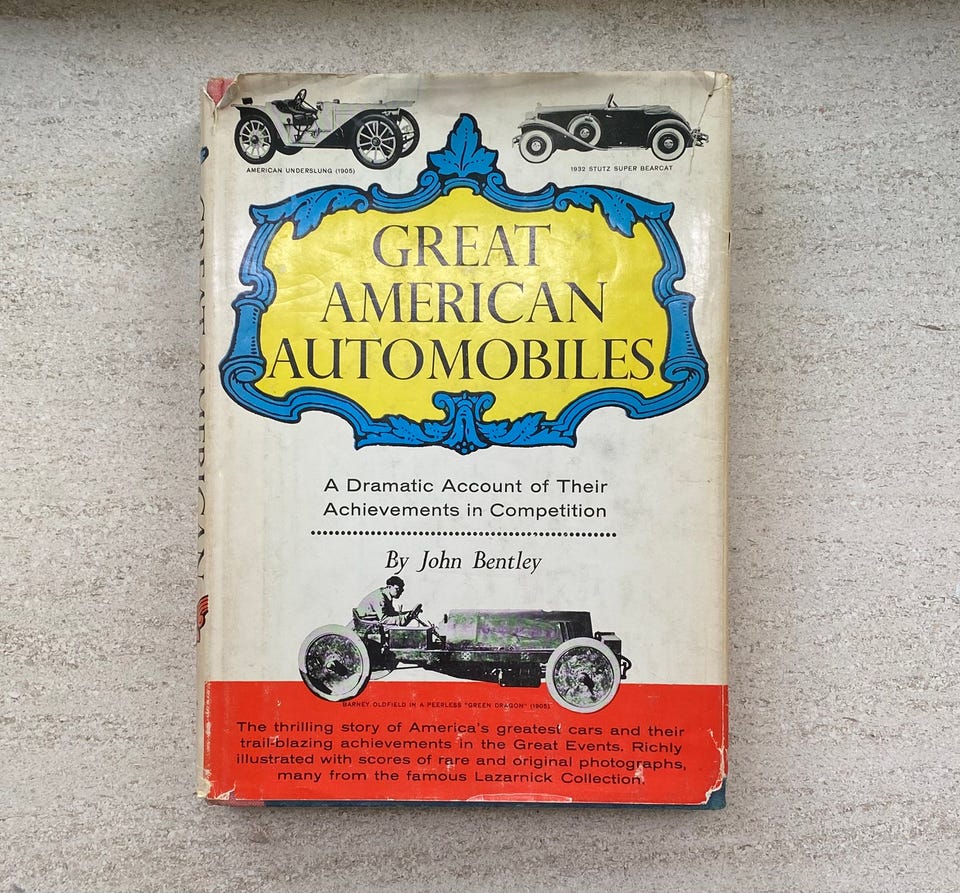 AMERICAN UNDERSLUNG (1905)
1932 STUTZ SUPER BEARCAT
GREAT
AMERICAN
AUTOMOBILES
A Dramatic Account of Their
Achievements in Competition
By John Bentley
BARNEY OLDFIELD IN A PEERLESS "GREEN DRAGON" (1905)
The thrilling story of America's greatest cars and their
trail-blazing achievements in the Great Events. Richly
illustrated with scores of rare and original photographs,
many from the famous Lazarnick Collection.
GREAT AMERICAN